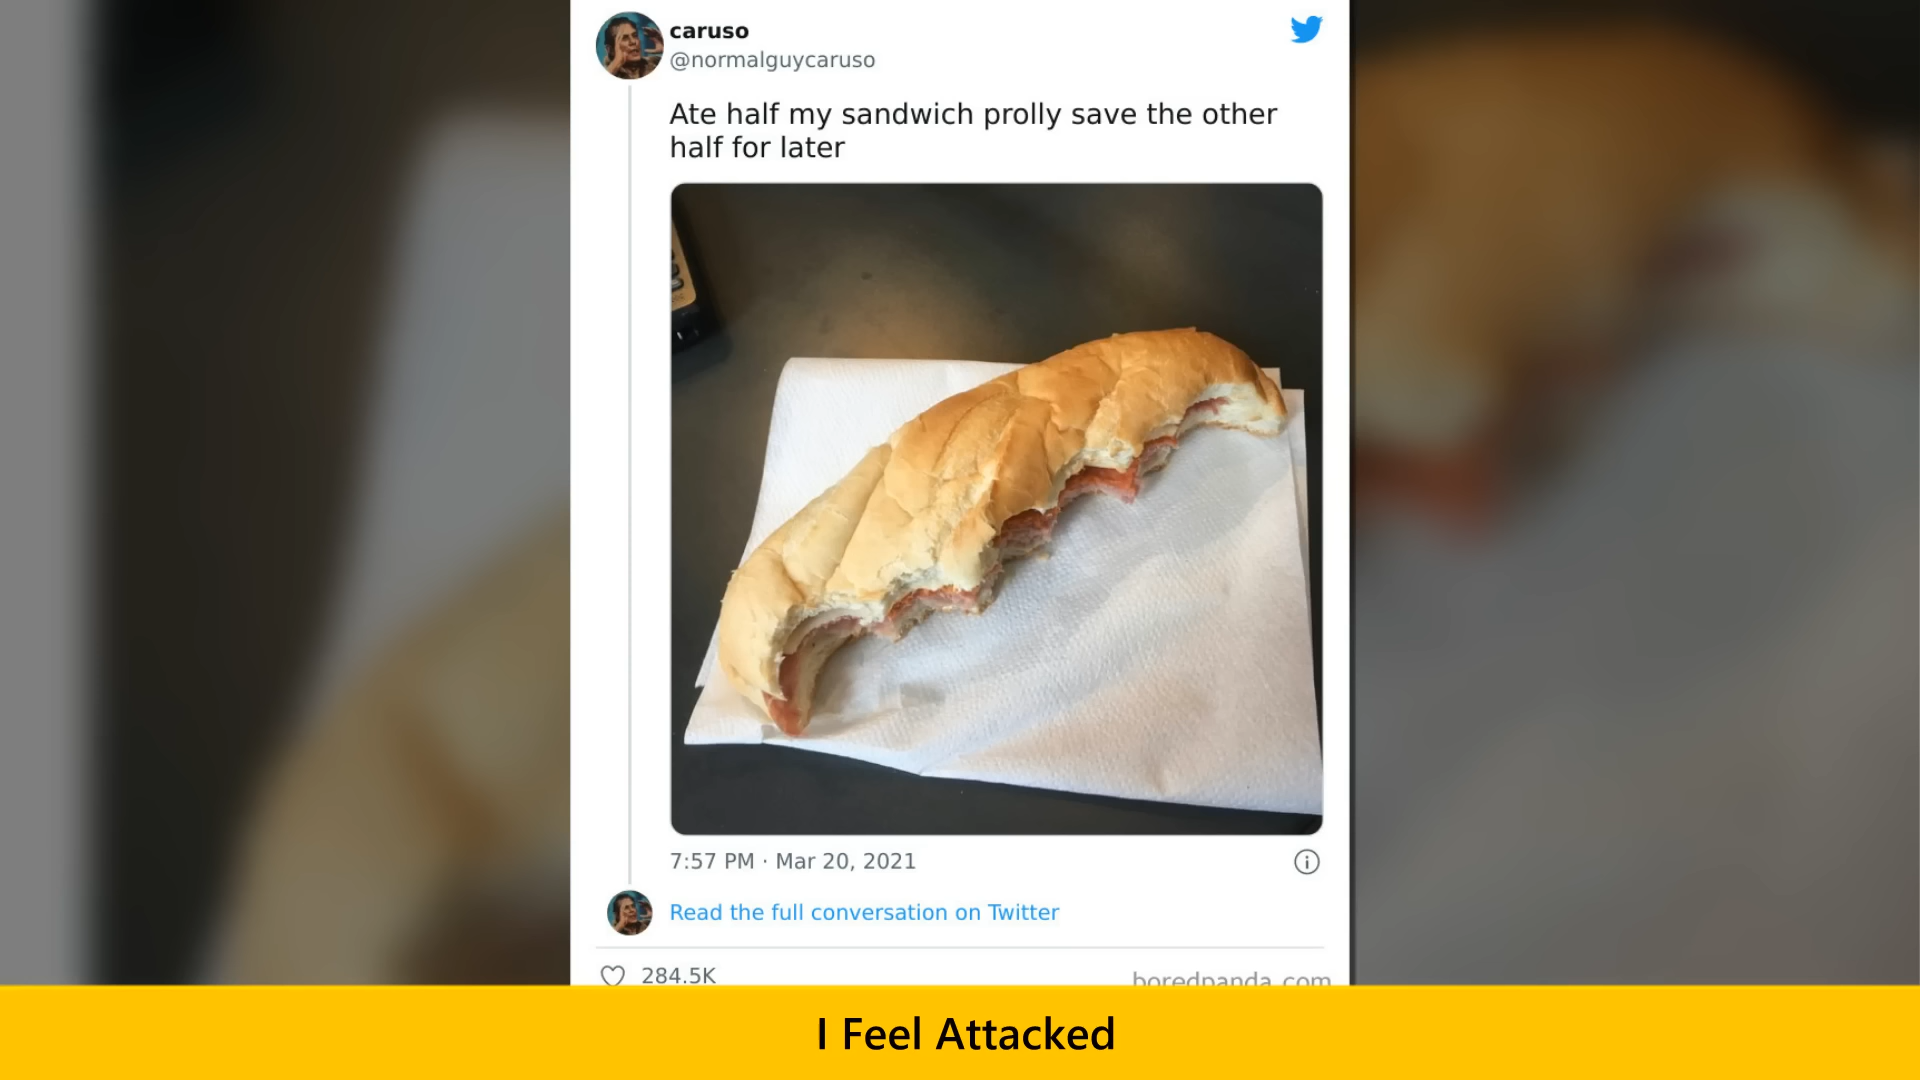 caruso
@normalguycaruso
Ate half my sandwich prolly save the other
half for later
7:57 PM · Mar 20, 2021
Read the full conversation on Twitter
284.5K
boredpanda.com
I Feel Attacked